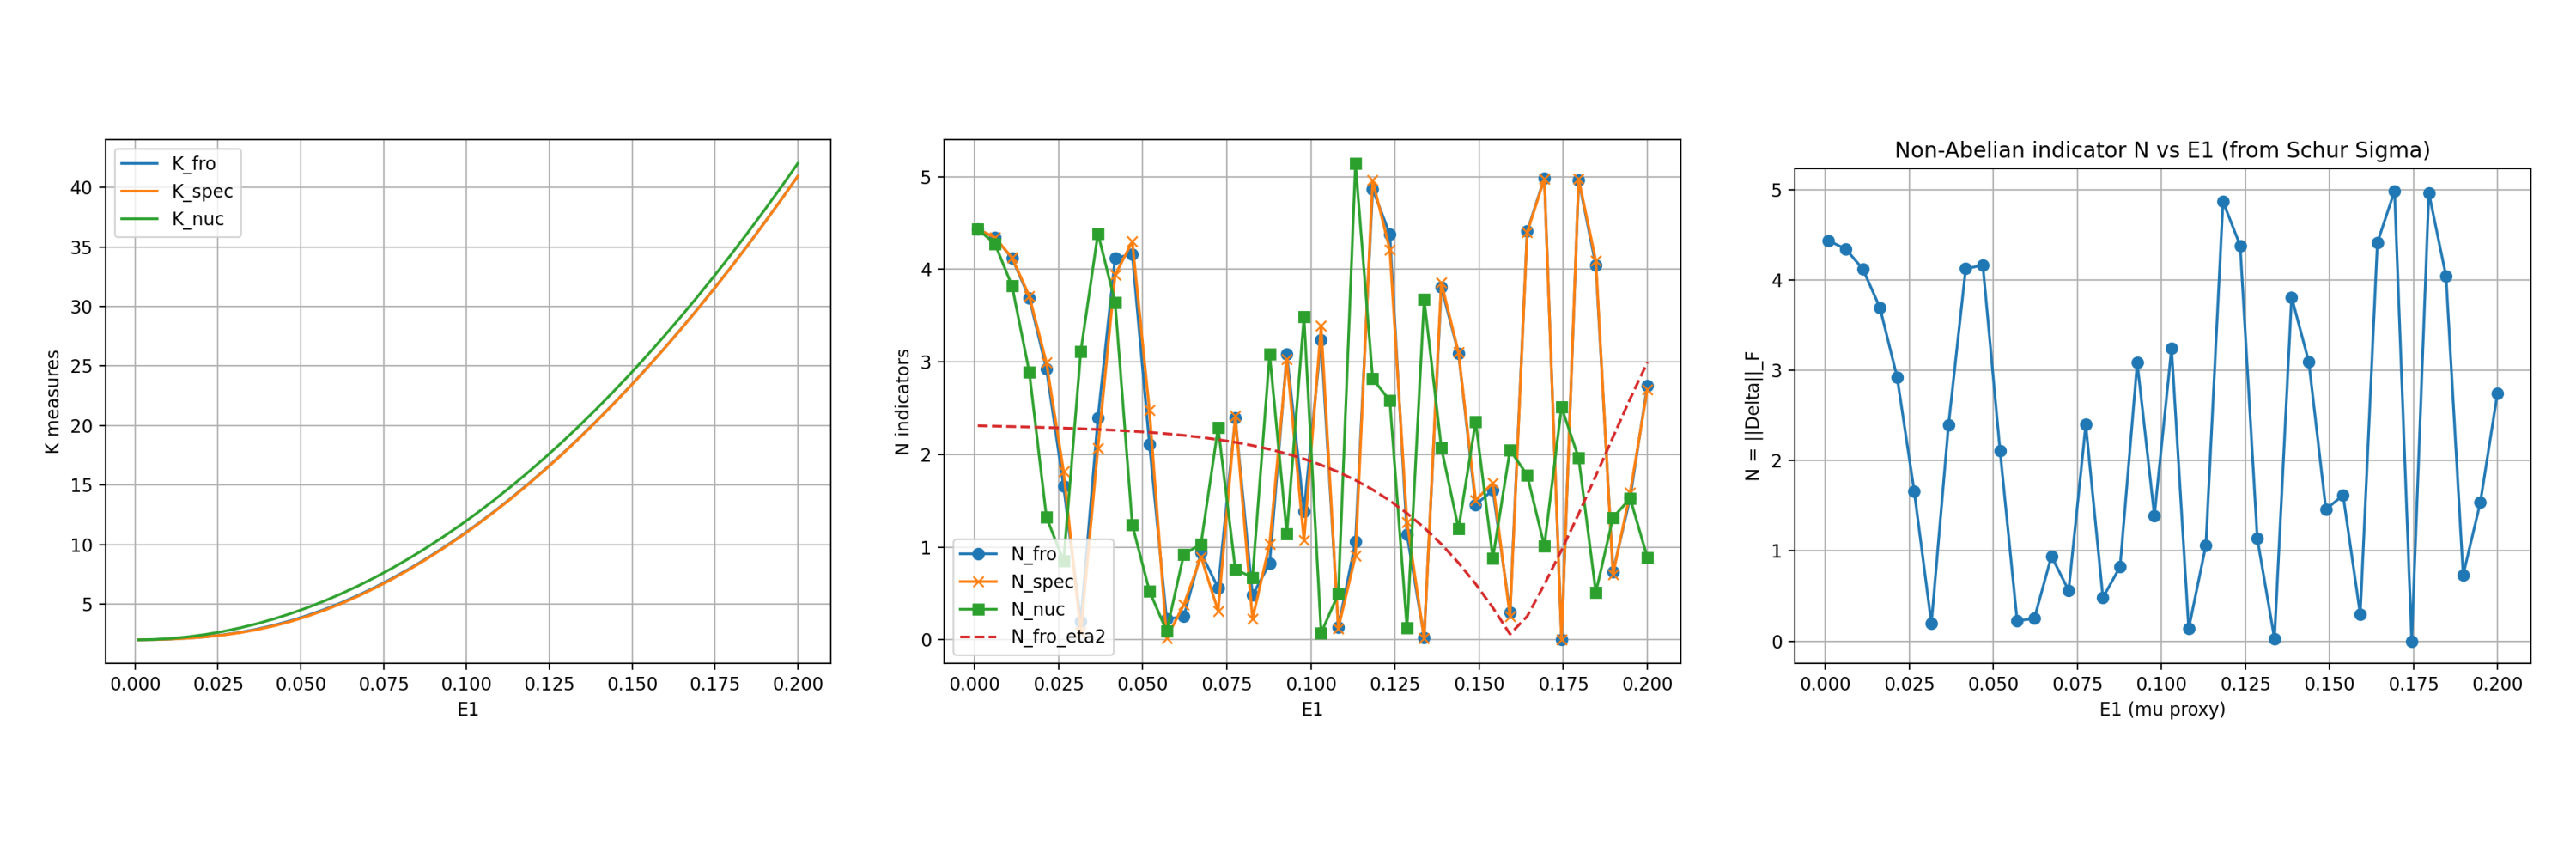 K_fro
K_spec
K_nuc
K measures
40
35
30
25
20
15
10
5
0.000 0.025 0.050 0.075 0.100 0.125 0.150 0.175 0.200
E1
N indicators
5
4
3
2
1
0
N_fro
N_spec
N_nuc
N_fro_eta2
0.000 0.025 0.050 0.075 0.100 0.125 0.150 0.175 0.200
E1
Non-Abelian indicator N vs E1 (from Schur Sigma)
N = ||Delta||_F
5
4
3
2
1
0
0.000 0.025 0.050 0.075 0.100 0.125 0.150 0.175 0.200
E1 (mu proxy)